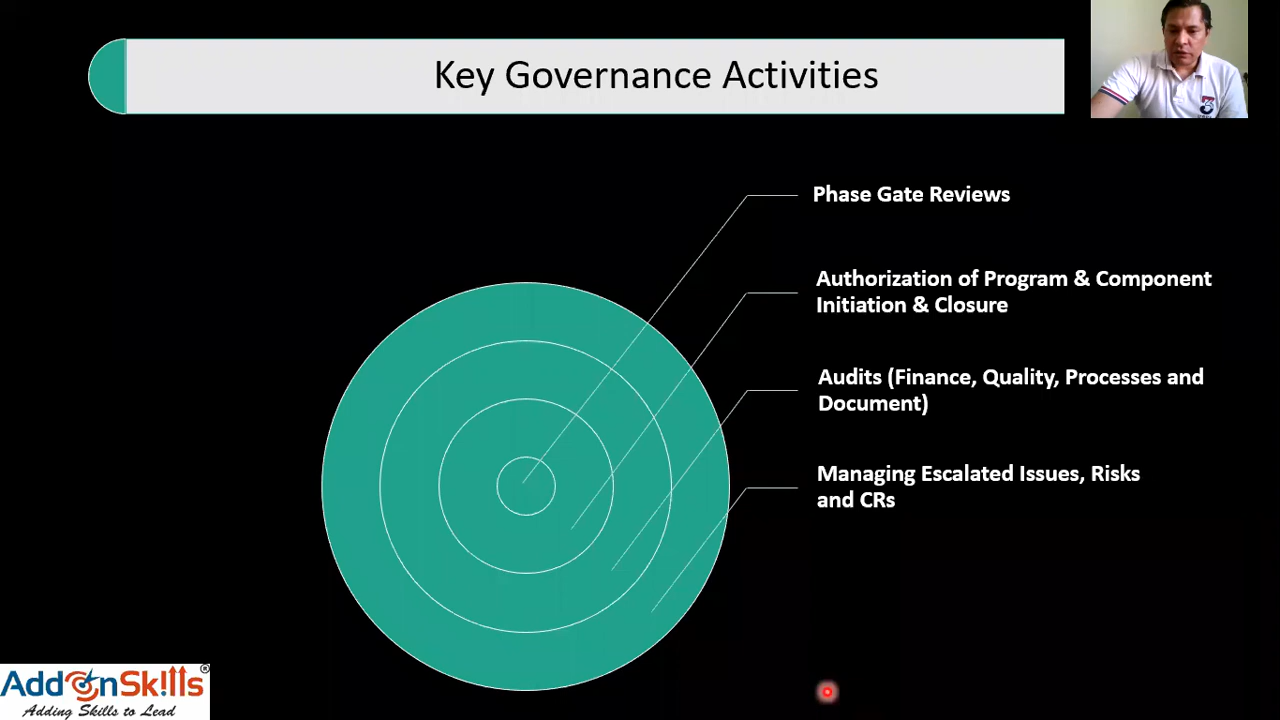 Key Governance Activities
Phase Gate Reviews
Authorization of Program & Component
Initiation & Closure
Audits (Finance, Quality, Processes and
Document)
Managing Escalated Issues, Risks
and CRs
AddOnSkills®
Adding Skills to Lead